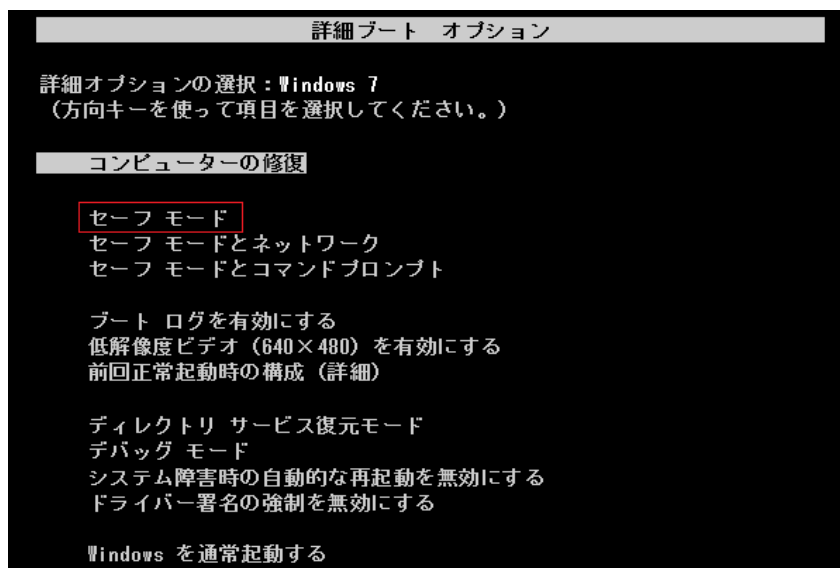 詳細ブート オプション
詳細オプションの選択：Windows 7
（方向キーを使って項目を選択してください。）
コンピューターの修復
セーフ モード
セーフ モードとネットワーク
セーフ モードとコマンドプロンプト
ブート ログを有効にする
低解像度ビデオ（640×480）を有効にする
前回正常起動時の構成（詳細）
ディレクトリ サービス復元モード
デバッグ モード
システム障害時の自動的な再起動を無効にする
ドライバー署名の強制を無効にする
Windows を通常起動する